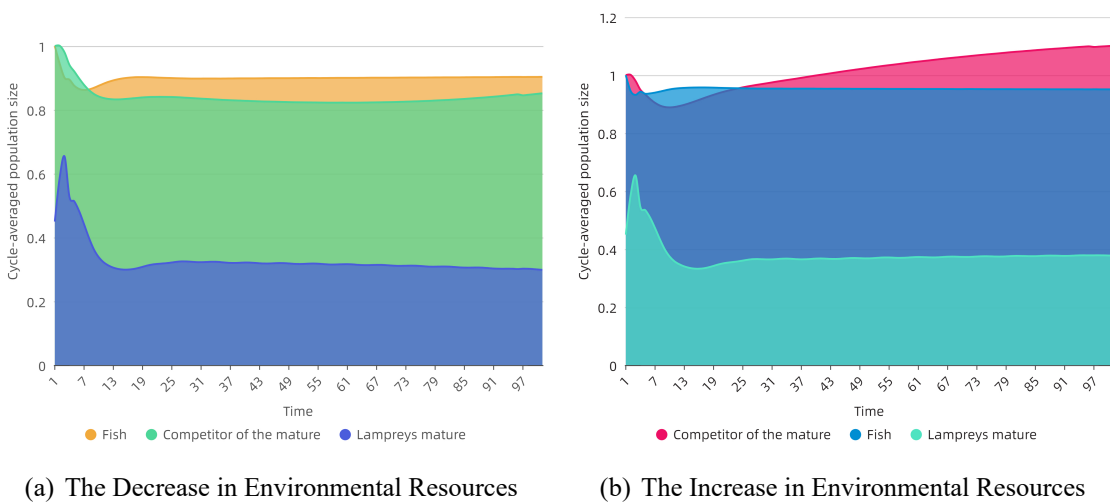 Cycle-averaged population size
1
0.8
0.6
0.4
0.2
0
1 7 13 19 25 31 37 43 49 55 61 67 73 79 85 91 97
Time
Fish Competitor of the mature Lampreys mature
(a) The Decrease in Environmental Resources
Cycle-averaged population size
1.2
1
0.8
0.6
0.4
0.2
0
1 7 13 19 25 31 37 43 49 55 61 67 73 79 85 91 97
Time
Competitor of the mature Fish Lampreys mature
(b) The Increase in Environmental Resources